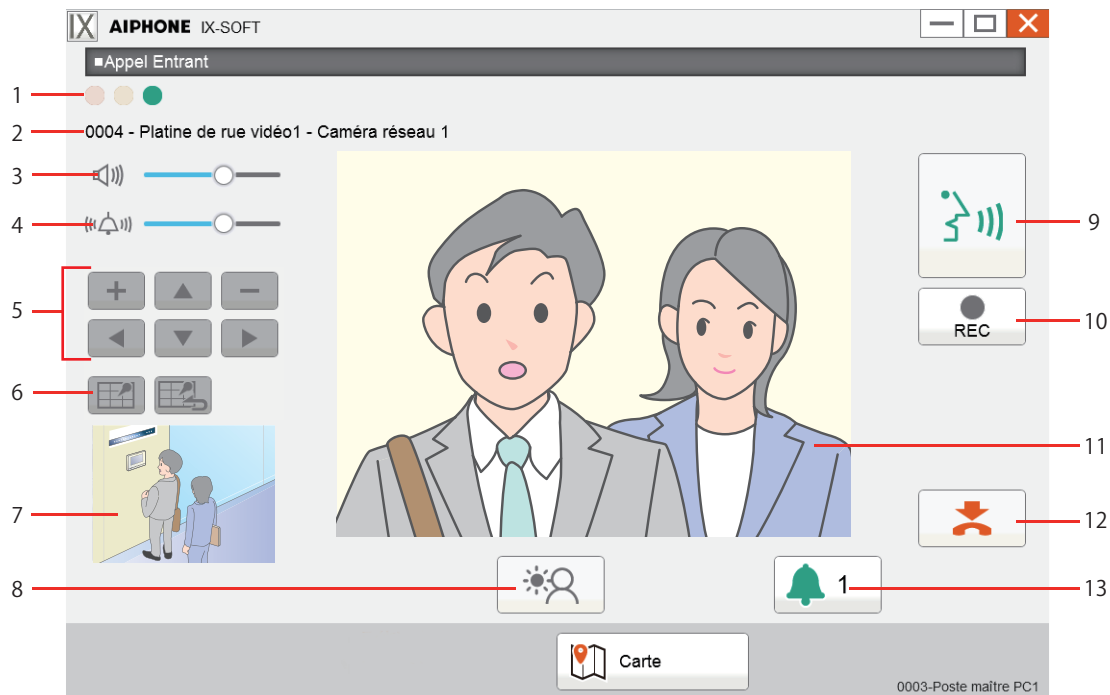 IX AIPHONE IX-SOFT
■Appel Entrant
1
2
0004 - Platine de rue vidéo1 - Caméra réseau 1
3
4
5
6
7
8
9
10
REC
11
12
13
1
Carte
0003-Poste maître PC1